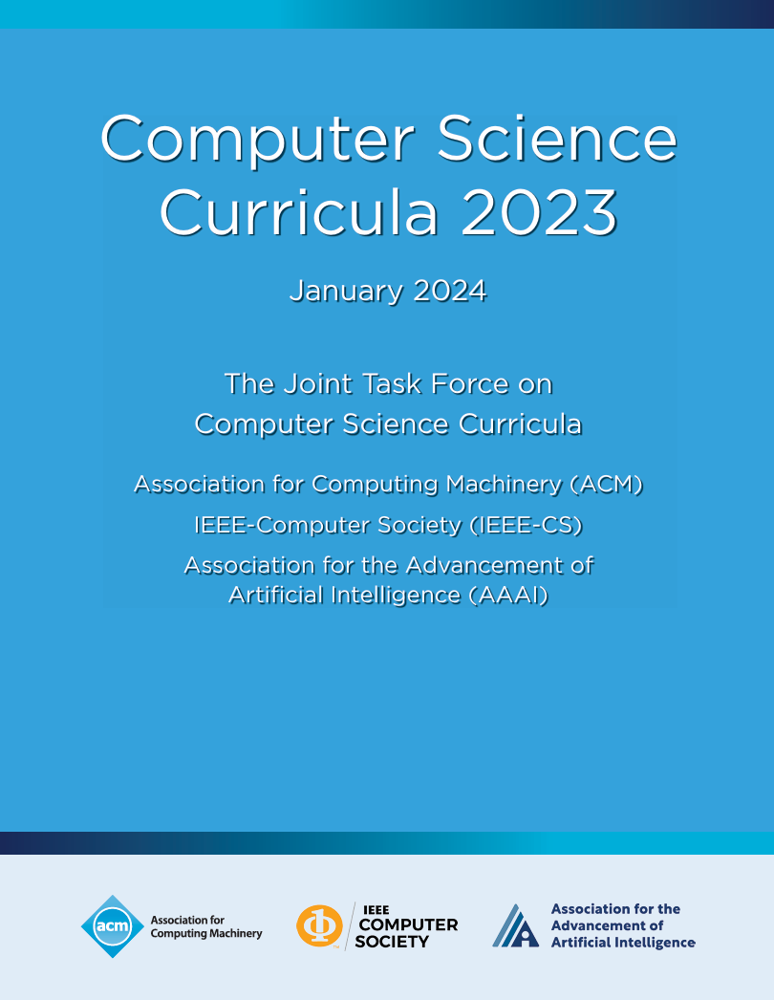 Computer Science
Curricula 2023
January 2024
The Joint Task Force on
Computer Science Curricula
Association for Computing Machinery (ACM)
IEEE-Computer Society (IEEE-CS)
Association for the Advancement of
Artificial Intelligence (AAAI)
acm
Association for
Computing Machinery
IEEE
COMPUTER
SOCIETY
TM
Association for the
Advancement of
Artificial Intelligence